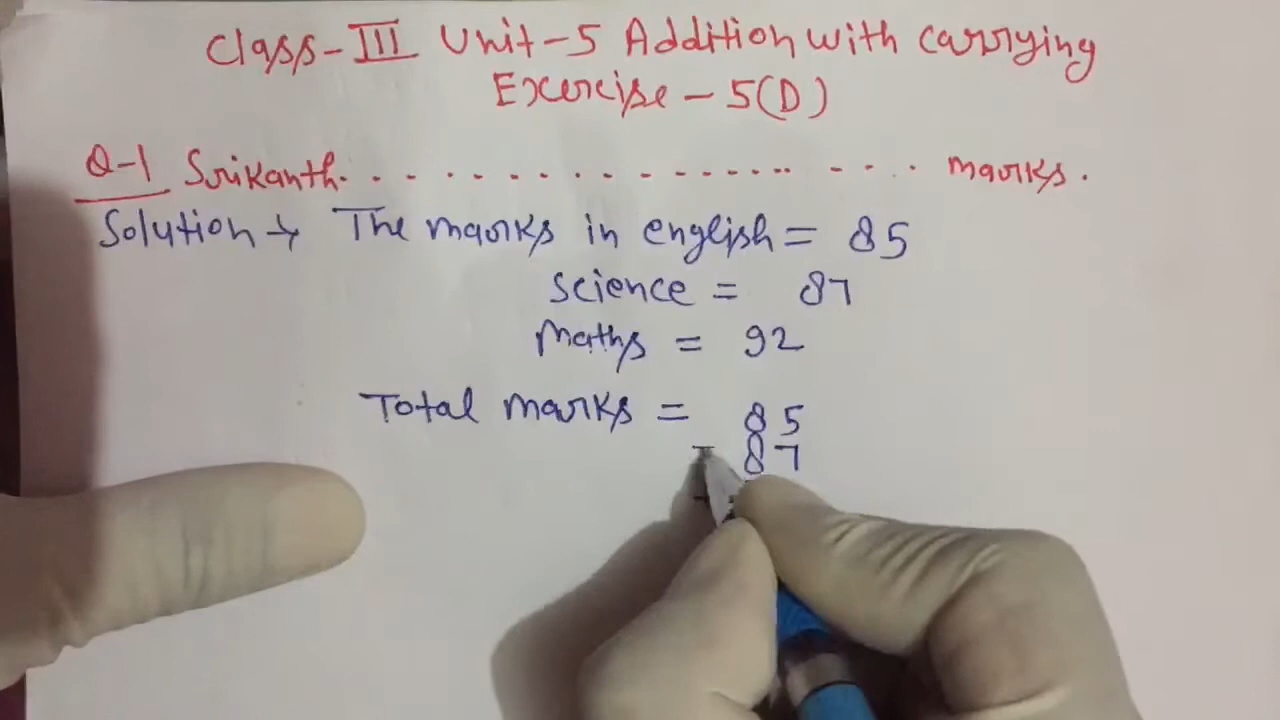 Class-III Unit-5 Addition with carrying
Exercise - 5(D)
Q-1 Srikanth. . . . . . . . . . . . . . . . . . . . marks.
Solution → The marks in english = 85
Science = 87
Maths = 92
Total marks = 85
+ 87